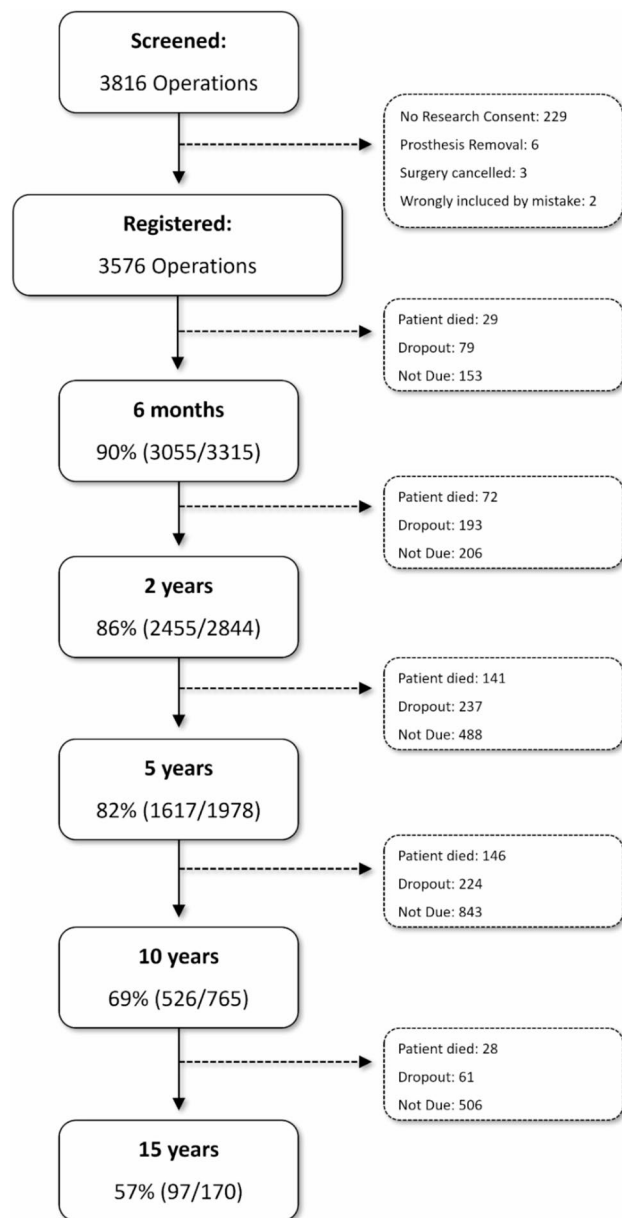 Screened:
3816 Operations
No Research Consent: 229
Prosthesis Removal: 6
Surgery cancelled: 3
Wrongly included by mistake: 2
Registered:
3576 Operations
Patient died: 29
Dropout: 79
Not Due: 153
6 months
90% (3055/3315)
Patient died: 72
Dropout: 193
Not Due: 206
2 years
86% (2455/2844)
Patient died: 141
Dropout: 237
Not Due: 488
5 years
82% (1617/1978)
Patient died: 146
Dropout: 224
Not Due: 843
10 years
69% (526/765)
Patient died: 28
Dropout: 61
Not Due: 506
15 years
57% (97/170)